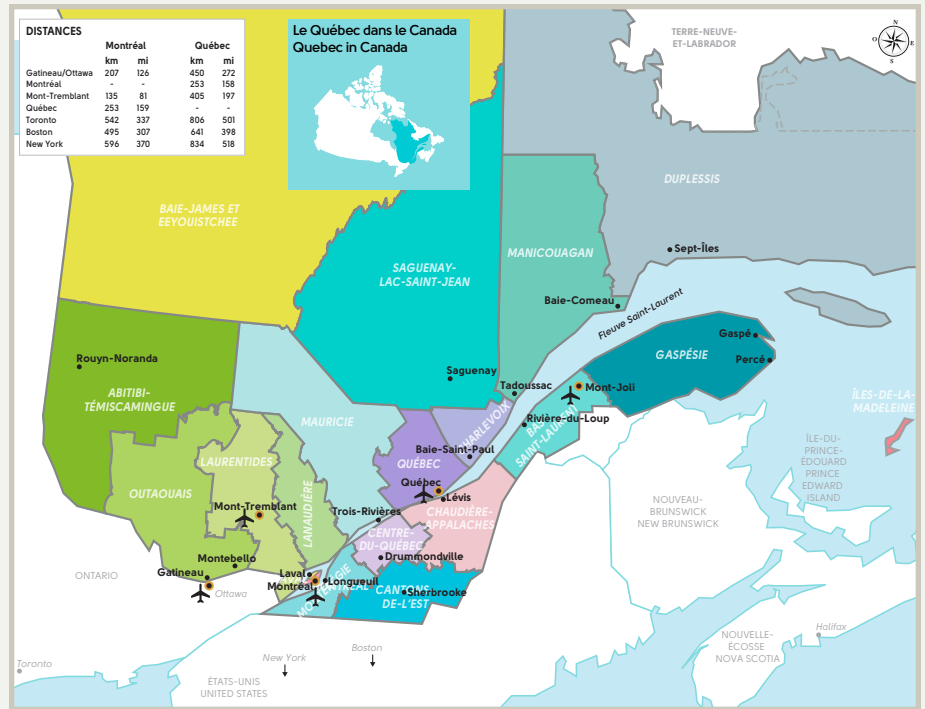 DISTANCES
Montréal Québec
km mi km mi
Gatineau/Ottawa 207 126 450 272
Montréal - - 253 158
Mont-Tremblant 135 81 405 197
Québec 253 159 - -
Toronto 542 337 806 501
Boston 495 307 641 398
New York 596 370 834 518
Le Québec dans le Canada
Quebec in Canada
TERRE-NEUVE-
ET-LABRADOR
N
O E
S
BAIE-JAMES ET
EEYOUISTCHEE
DUPLESSIS
MANICOUAGAN
Sept-Îles
SAGUENAY-
LAC-SAINT-JEAN
Baie-Comeau
Fleuve Saint-Laurent
Gaspé
GASPÉSIE
Percé
Rouyn-Noranda
Saguenay
Tadoussac
Mont-Joli
ABITIBI-
TÉMISCAMINGUE
ÎLES-DE-LA-
MADELEINE
MAURICIE
CHARLEVOIX
Rivière-du-Loup
BAS-
SAINT-LAURENT
Baie-Saint-Paul
LAURENTIDES
QUÉBEC
ÎLE-DU-
PRINCE-
ÉDOUARD
PRINCE
EDWARD
ISLAND
OUTAOUAIS
Québec
Lévis
Mont-Tremblant
LANAUDIÈRE
Trois-Rivières
CHAUDIÈRE-
APPALACHES
NOUVEAU-
BRUNSWICK
NEW BRUNSWICK
CENTRE-
DU-QUÉBEC
Drummondville
Montebello
ONTARIO
Gatineau
Laval
Longueuil
Montréal
MONTÉRÉGIE
CANTONS-
DE-L'EST
Sherbrooke
Ottawa
Halifax
NOUVELLE-
ÉCOSSE
NOVA SCOTIA
Boston
New York
Toronto
ÉTATS-UNIS
UNITED STATES